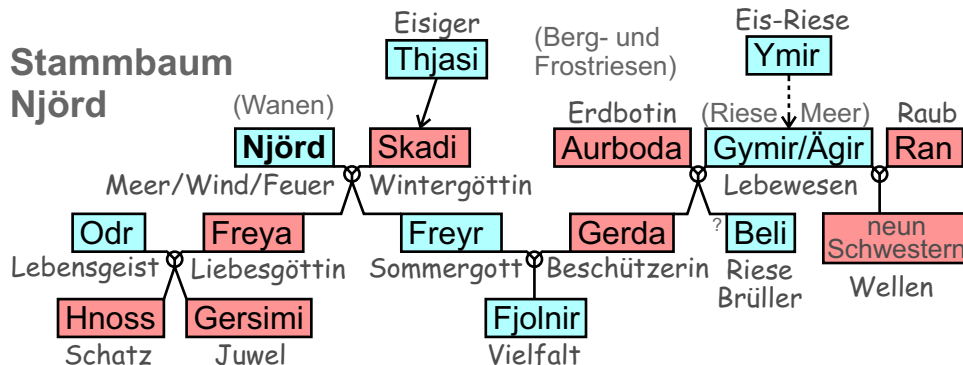 Stammbaum
Njörd
Eisiger
Thjasi
(Berg- und
Frostriesen)
Eis-Riese
Ymir
(Wanen)
Erdbotin
(Riese Meer)
Raub
Njörd
Skadi
Aurboda
Gymir/Ägir
Ran
Meer/Wind/Feuer
Wintergöttin
Lebewesen
Odr
Freya
Freyr
Gerda
?
Beli
neun
Schwestern
Lebensgeist
Liebesgöttin
Sommergott
Beschützerin
Riese
Brüller
Wellen
Hnoss
Gersimi
Fjolnir
Schatz
Juwel
Vielfalt